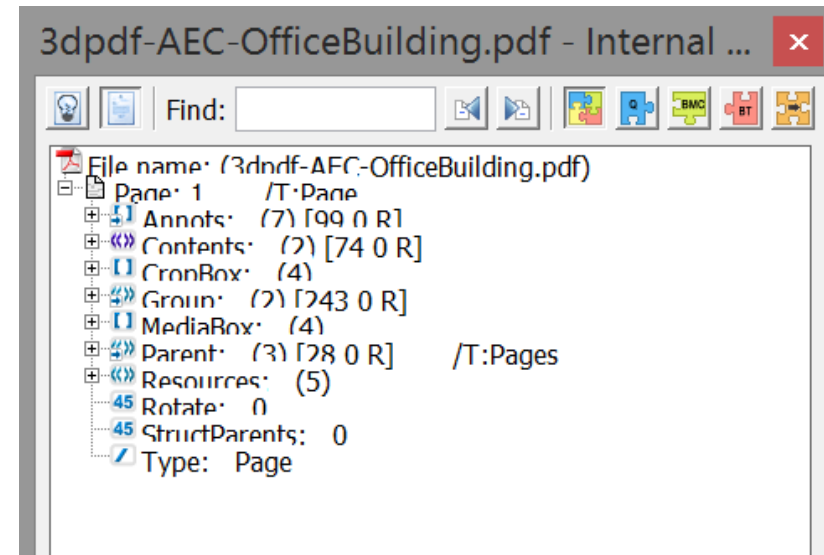 3dpdf-AEC-OfficeBuilding.pdf - Internal ...
Find:
Q
BMC
BT
File name: (3dpdf-AEC-OfficeBuilding.pdf)
Page: 1 /T:Page
Annots: (7) [99 0 R]
Contents: (2) [74 0 R]
CropBox: (4)
Group: (2) [243 0 R]
MediaBox: (4)
Parent: (3) [28 0 R] /T:Pages
Resources: (5)
45 Rotate: 0
45 StructParents: 0
Type: Page